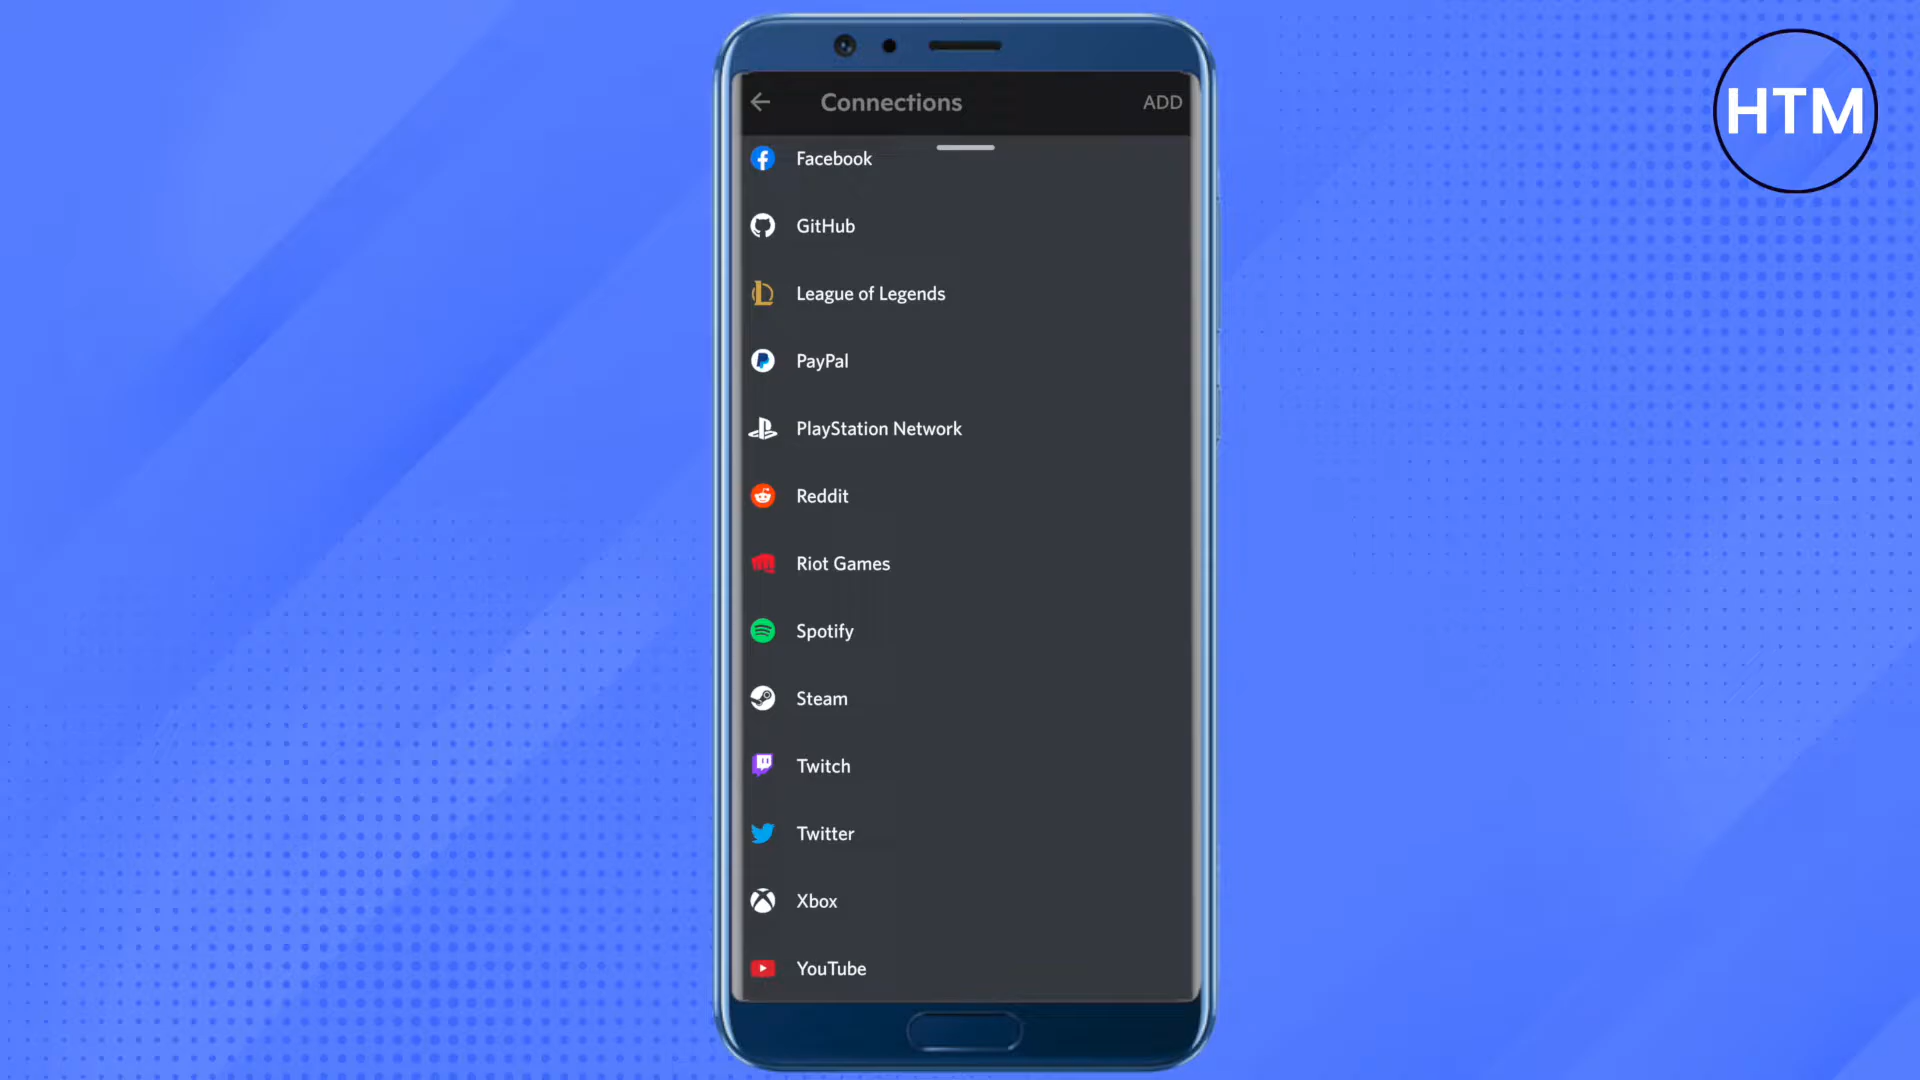 Connections
ADD
HTM
Facebook
GitHub
League of Legends
PayPal
PlayStation Network
Reddit
Riot Games
Spotify
Steam
Twitch
Twitter
Xbox
YouTube